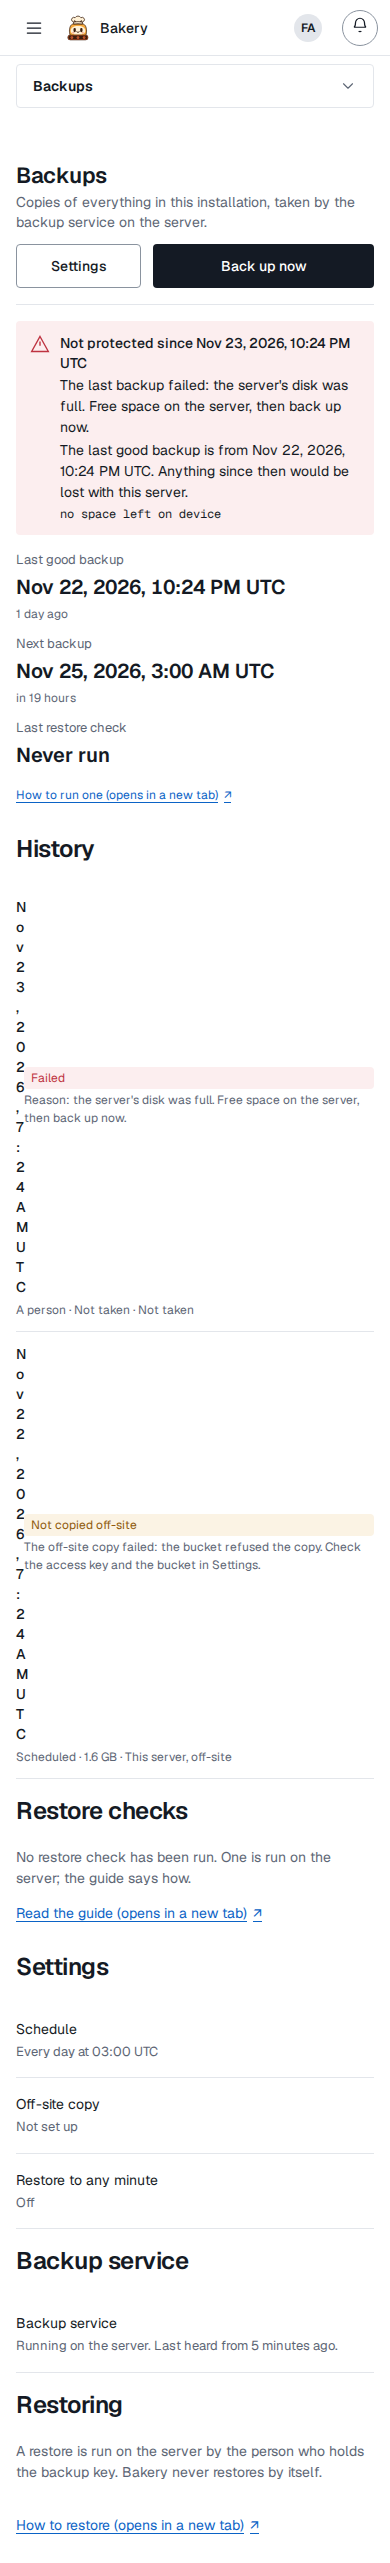 Bakery
FA
Backups
Backups
Copies of everything in this installation, taken by the
backup service on the server.
Settings
Back up now
Not protected since Nov 23, 2026, 10:24 PM
UTC
The last backup failed: the server's disk was
full. Free space on the server, then back up
now.
The last good backup is from Nov 22, 2026,
10:24 PM UTC. Anything since then would be
lost with this server.
no space left on device
Last good backup
Nov 22, 2026, 10:24 PM UTC
1 day ago
Next backup
Nov 25, 2026, 3:00 AM UTC
in 19 hours
Last restore check
Never run
How to run one (opens in a new tab)
History
Nov 23, 2026, 7:24 AM UTC
Failed
Reason: the server's disk was full. Free space on the server,
then back up now.
A person · Not taken · Not taken
Nov 22, 2026, 7:24 AM UTC
Not copied off-site
The off-site copy failed: the bucket refused the copy. Check
the access key and the bucket in Settings.
Scheduled · 1.6 GB · This server, off-site
Restore checks
No restore check has been run. One is run on the
server; the guide says how.
Read the guide (opens in a new tab)
Settings
Schedule
Every day at 03:00 UTC
Off-site copy
Not set up
Restore to any minute
Off
Backup service
Backup service
Running on the server. Last heard from 5 minutes ago.
Restoring
A restore is run on the server by the person who holds
the backup key. Bakery never restores by itself.
How to restore (opens in a new tab)